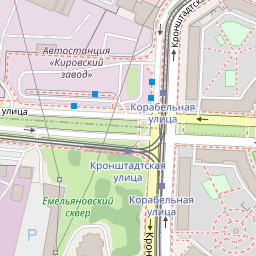 Кронштадтская
Автостанция
«Кировский
завод»
Корабельная
улица
улица
Кронштадтская
улица
Емельяновский
сквер
Корабельная
улица
P